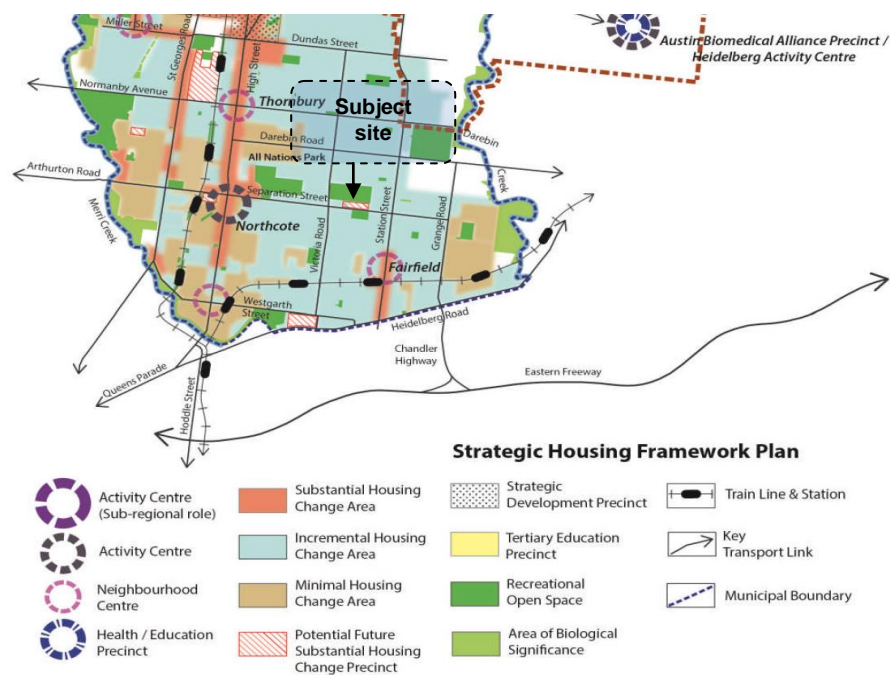 Miller Street
St Georges Road
High Street
Dundas Street
Austin Biomedical Alliance Precinct /
Heidelberg Activity Centre
Normanby Avenue
Thornbury
Subject
site
Darebin Road
All Nations Park
Darebin
Creek
Arthurton Road
Separation Street
Merri Creek
Northcote
Victoria Road
Station Street
Grange Road
Fairfield
Westgarth
Street
Heidelberg Road
Chandler
Highway
Eastern Freeway
Queens Parade
Hoddle Street
Strategic Housing Framework Plan
Activity Centre
(Sub-regional role)
Activity Centre
Neighbourhood
Centre
Health / Education
Precinct
Substantial Housing
Change Area
Incremental Housing
Change Area
Minimal Housing
Change Area
Potential Future
Substantial Housing
Change Precinct
Strategic
Development Precinct
Tertiary Education
Precinct
Recreational
Open Space
Area of Biological
Significance
Train Line & Station
Key
Transport Link
Municipal Boundary